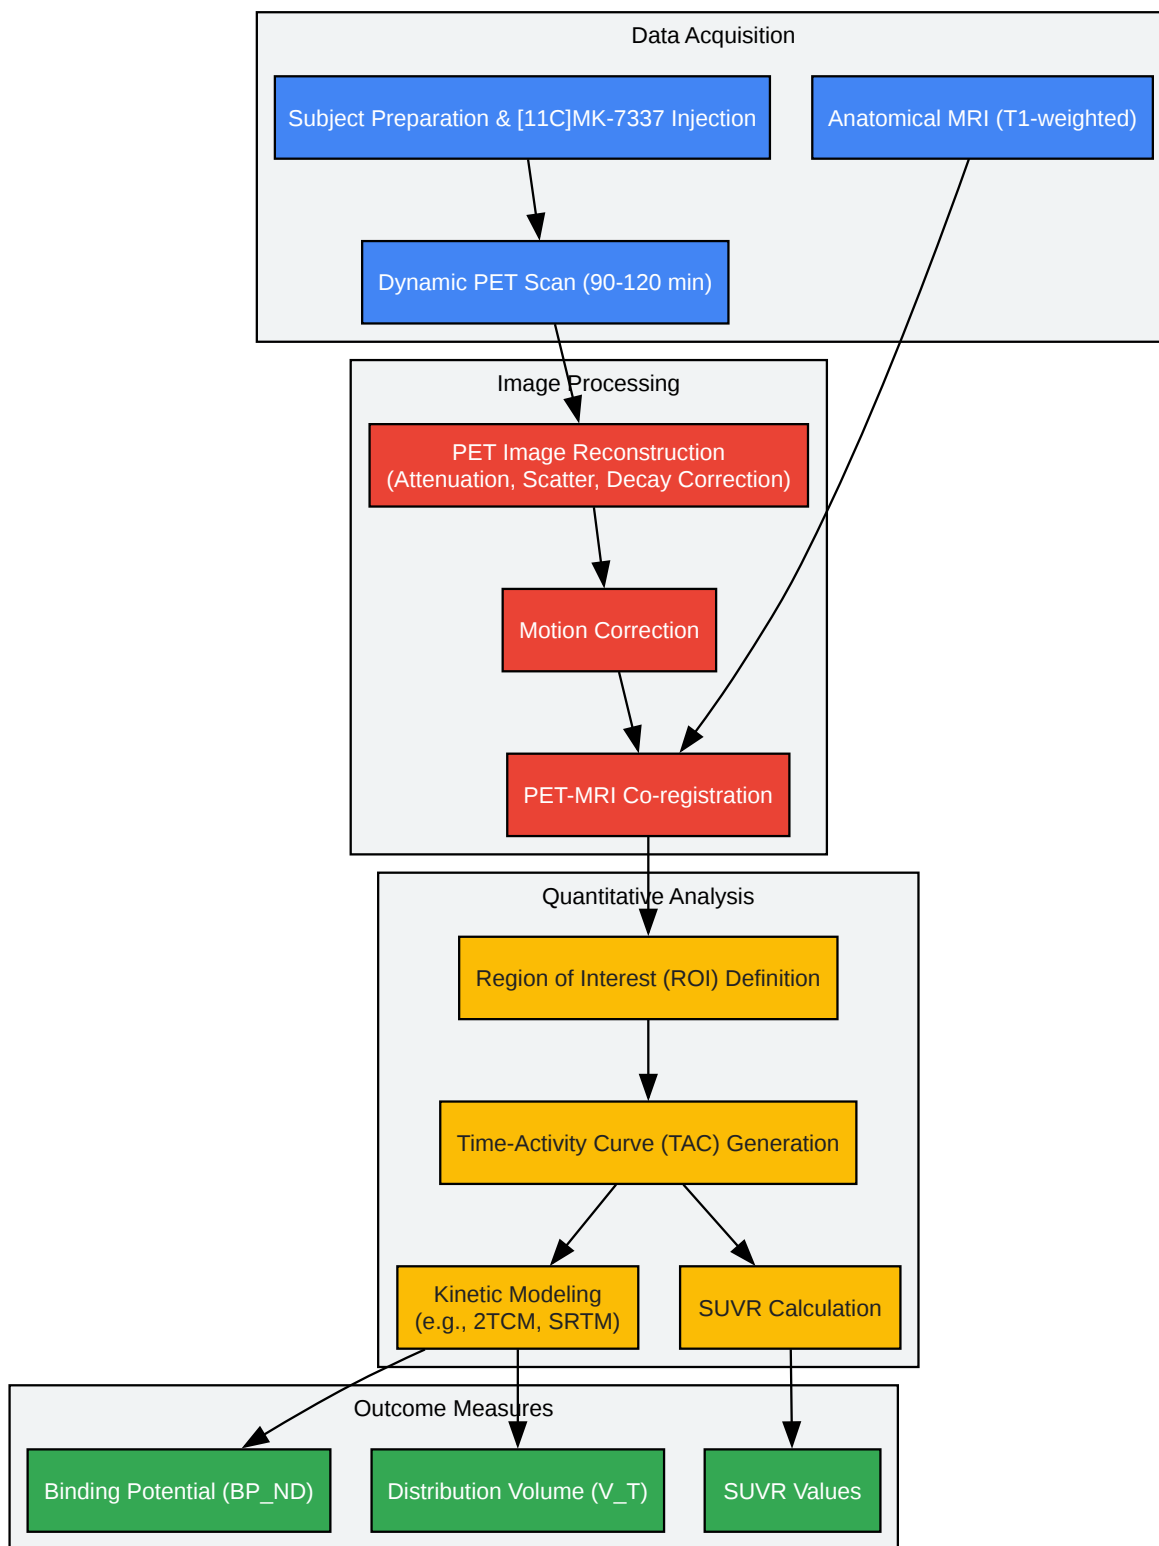 Data Acquisition
Subject Preparation & [11C]MK-7337 Injection
Anatomical MRI (T1-weighted)
Dynamic PET Scan (90-120 min)
Image Processing
PET Image Reconstruction
(Attenuation, Scatter, Decay Correction)
Motion Correction
PET-MRI Co-registration
Quantitative Analysis
Region of Interest (ROI) Definition
Time-Activity Curve (TAC) Generation
Kinetic Modeling
(e.g., 2TCM, SRTM)
SUVR Calculation
Outcome Measures
Binding Potential (BP_ND)
Distribution Volume (V_T)
SUVR Values